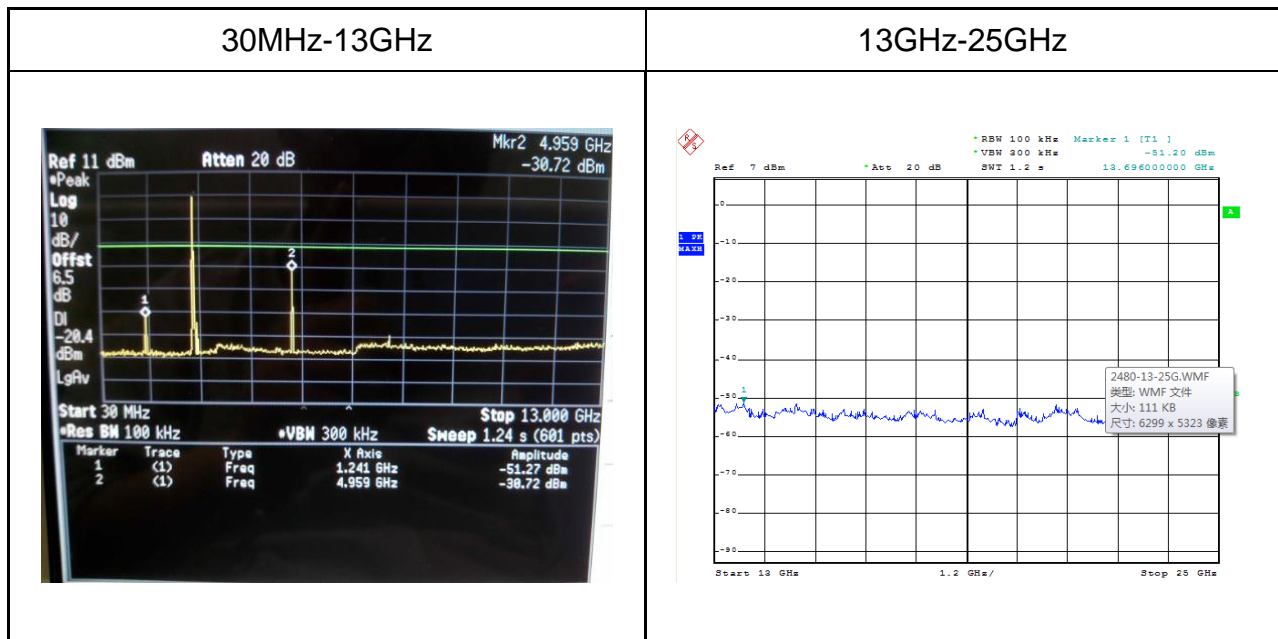 30MHz-13GHz
13GHz-25GHz
Mkr2 4.959 GHz
Ref 11 dBm Atten 20 dB -30.72 dBm
•Peak
Log
10
dB/
Offst
6.5
dB
DI
-20.4
dBm
LgAv
1
2
Start 30 MHz Stop 13.000 GHz
•Res BW 100 kHz •VBW 300 kHz Sweep 1.24 s (601 pts)
Marker Trace Type X Axis Amplitude
1 (1) Freq 1.241 GHz -51.27 dBm
2 (1) Freq 4.959 GHz -30.72 dBm
R S
*RBW 100 kHz Marker 1 [T1 ]
*VBW 300 kHz -51.20 dBm
Ref 7 dBm *Att 20 dB SWT 1.2 s 13.696000000 GHz
0
A
1 PK
MAXH
-10
-20
-30
-40
-50
-60
-70
-80
-90
1
2480-13-25G.WMF
类型: WMF 文件
大小: 111 KB
尺寸: 6299 x 5323 像素
Start 13 GHz 1.2 GHz/ Stop 25 GHz